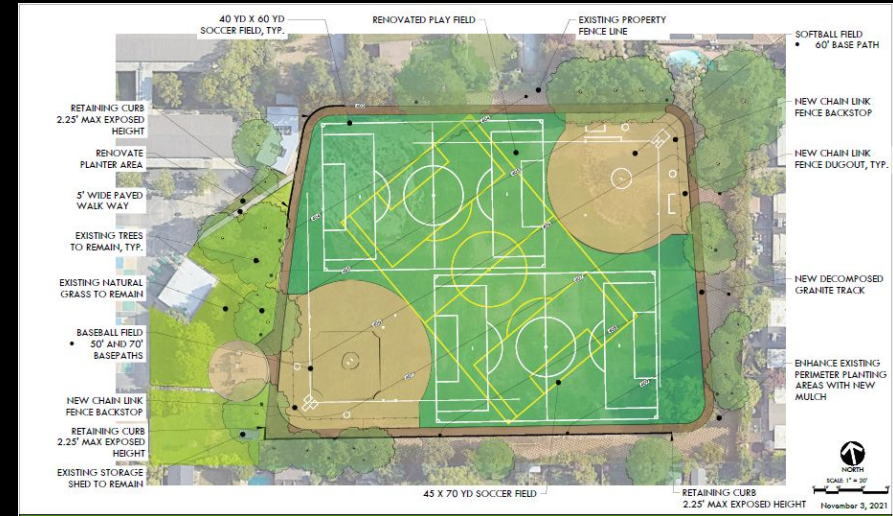 40 YD X 60 YD
SOCCER FIELD, TYP.
RENOVATED PLAY FIELD
EXISTING PROPERTY
FENCE LINE
SOFTBALL FIELD
• 60' BASE PATH
NEW CHAIN LINK
FENCE BACKSTOP
NEW CHAIN LINK
FENCE DUGOUT, TYP.
NEW DECOMPOSED
GRANITE TRACK
ENHANCE EXISTING
PERIMETER PLANTING
AREAS WITH NEW
MULCH
RETAINING CURB
2.25' MAX EXPOSED
HEIGHT
RENOVATE
PLANTER AREA
5' WIDE PAVED
WALK WAY
EXISTING TREES
TO REMAIN, TYP.
EXISTING NATURAL
GRASS TO REMAIN
BASEBALL FIELD
• 50' AND 70'
BASEPATHS
NEW CHAIN LINK
FENCE BACKSTOP
RETAINING CURB
2.25' MAX EXPOSED
HEIGHT
EXISTING STORAGE
SHED TO REMAIN
45 X 70 YD SOCCER FIELD
RETAINING CURB
2.25' MAX EXPOSED HEIGHT
NORTH
SCALE: 1" = 20'
November 3, 2021